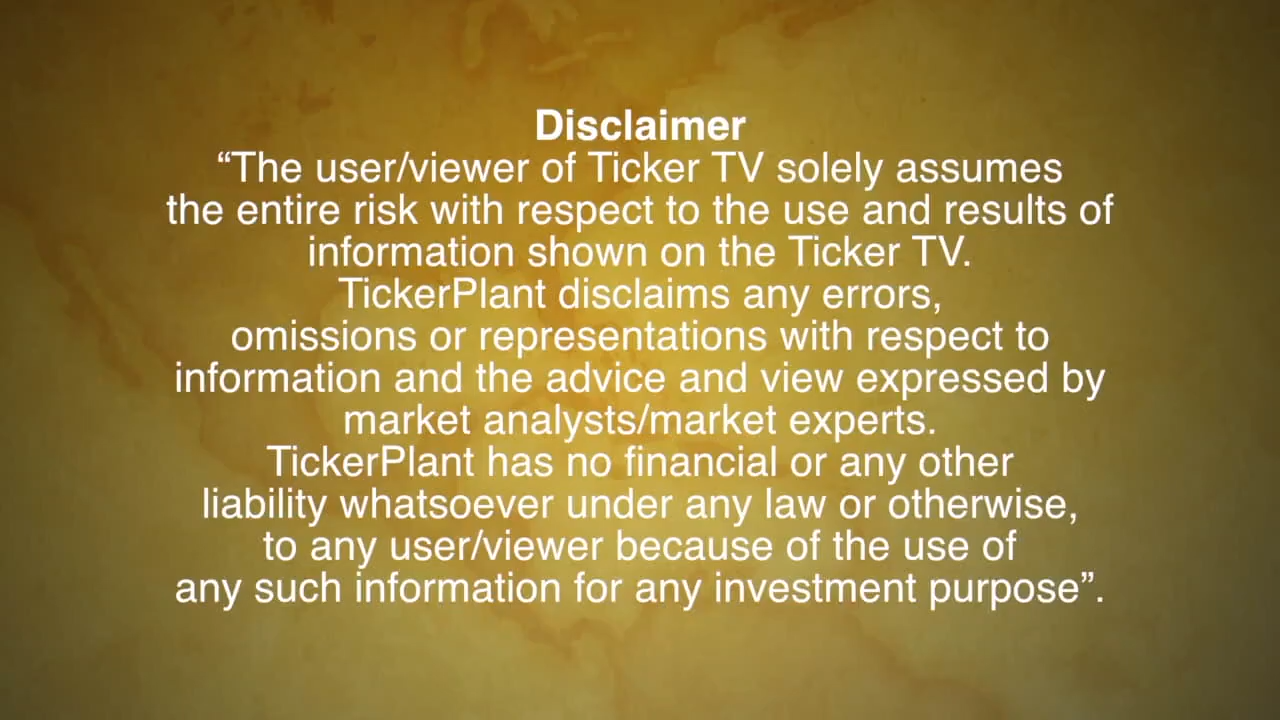 Disclaimer
“The user/viewer of Ticker TV solely assumes
the entire risk with respect to the use and results of
information shown on the Ticker TV.
TickerPlant disclaims any errors,
omissions or representations with respect to
information and the advice and view expressed by
market analysts/market experts.
TickerPlant has no financial or any other
liability whatsoever under any law or otherwise,
to any user/viewer because of the use of
any such information for any investment purpose”.